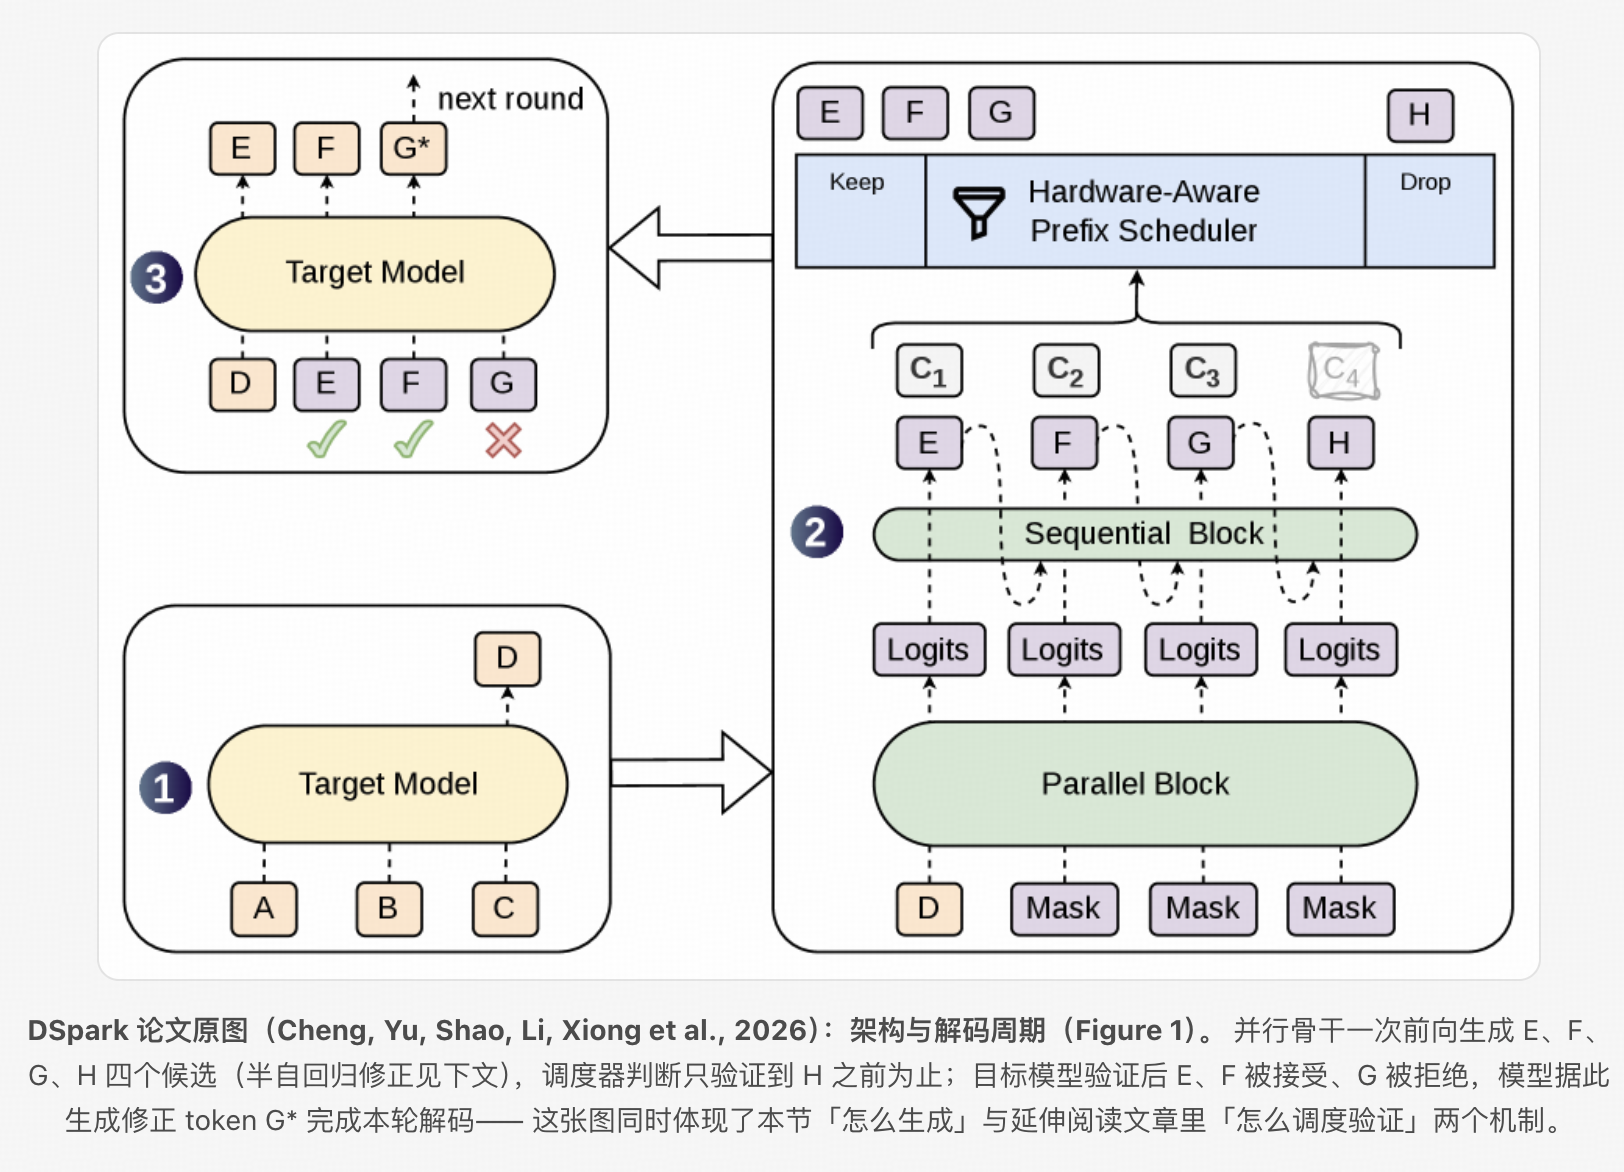 next round
E F G*
3
Target Model
D E F G
D
1
Target Model
A B C
E F G H
Keep
Hardware-Aware
Prefix Scheduler
Drop
C1 C2 C3 C4
E F G H
2
Sequential Block
Logits Logits Logits Logits
Parallel Block
D Mask Mask Mask
DSpark 论文原图（Cheng, Yu, Shao, Li, Xiong et al., 2026）：架构与解码周期（Figure 1）。 并行骨干一次前向生成 E、F、
G、H 四个候选（半自回归修正见下文），调度器判断只验证到 H 之前为止；目标模型验证后 E、F 被接受、G 被拒绝，模型据此
生成修正 token G* 完成本轮解码—— 这张图同时体现了本节「怎么生成」与延伸阅读文章里「怎么调度验证」两个机制。